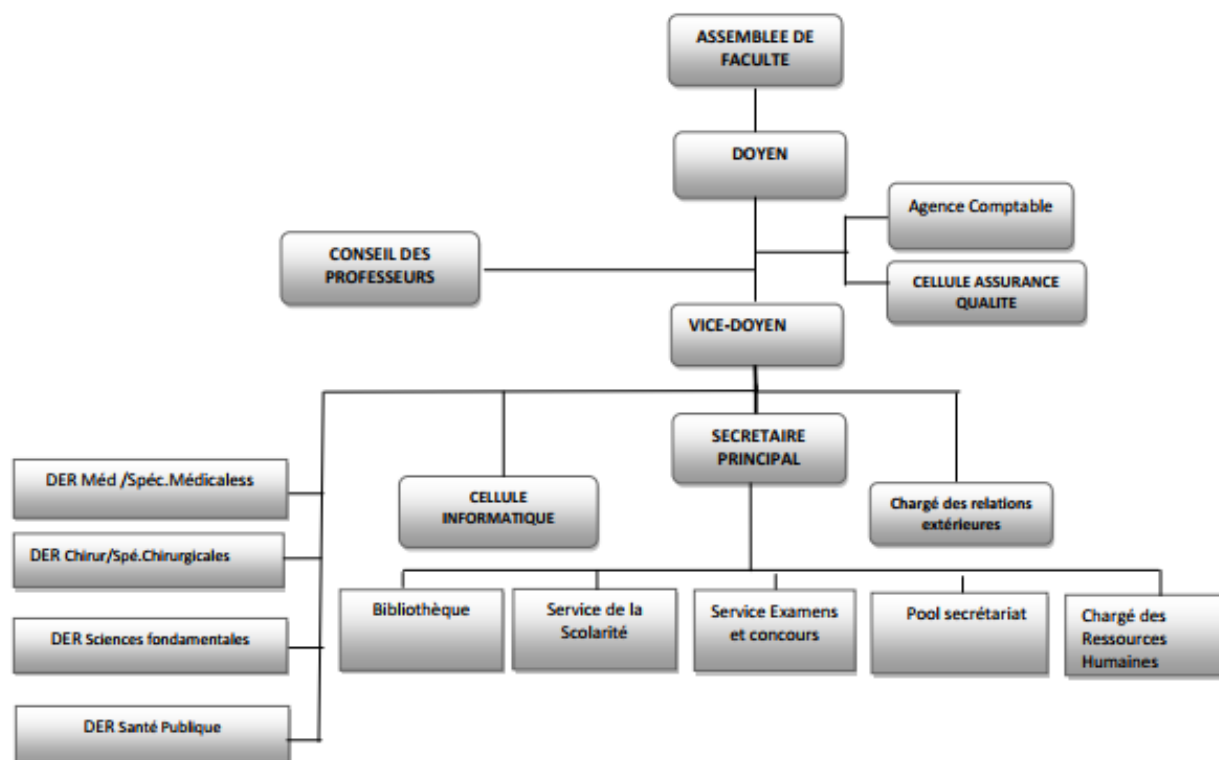 ASSEMBLEE DE
FACULTE
DOYEN
Agence Comptable
CONSEIL DES
PROFESSEURS
CELLULE ASSURANCE
QUALITE
VICE-DOYEN
SECRETAIRE
PRINCIPAL
DER Méd /Spéc.Médicaless
CELLULE
INFORMATIQUE
Chargé des relations
extérieures
DER Chirur/Spé.Chirurgicales
DER Sciences fondamentales
DER Santé Publique
Bibliothèque
Service de la
Scolarité
Service Examens
et concours
Pool secrétariat
Chargé des
Ressources
Humaines